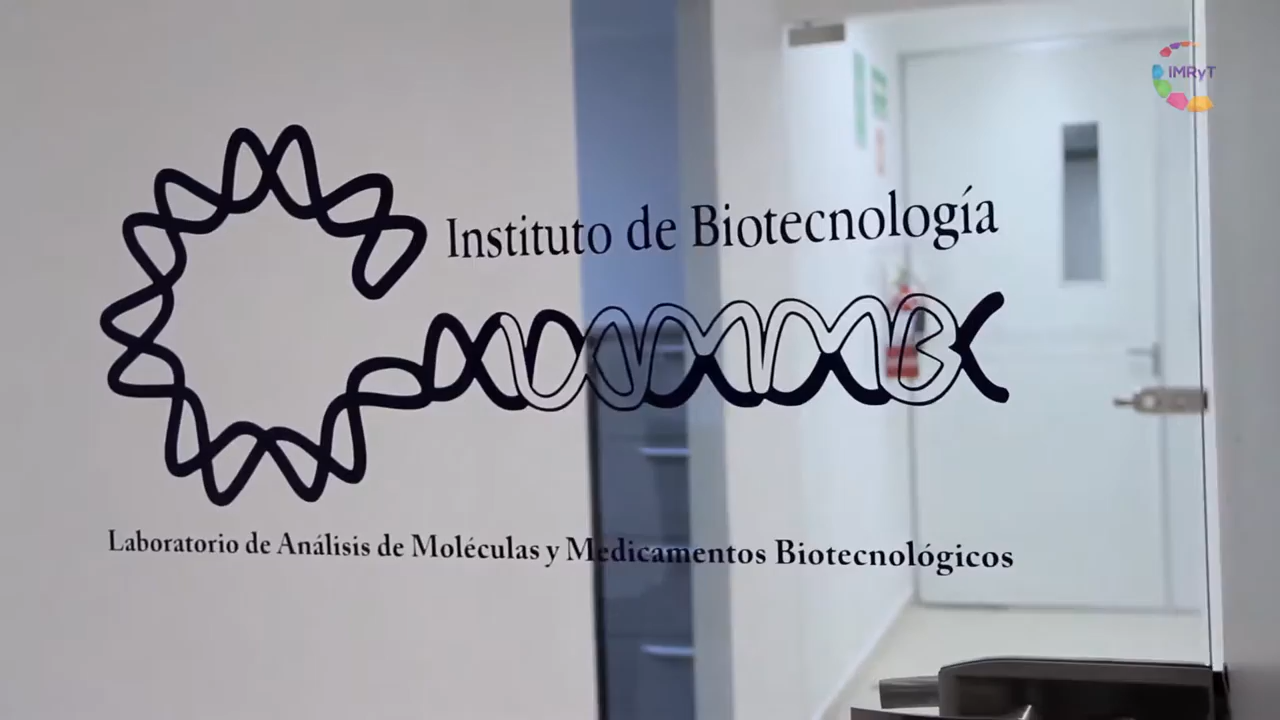 IMRyT
Instituto de Biotecnología
Laboratorio de Análisis de Moléculas y Medicamentos Biotecnológicos